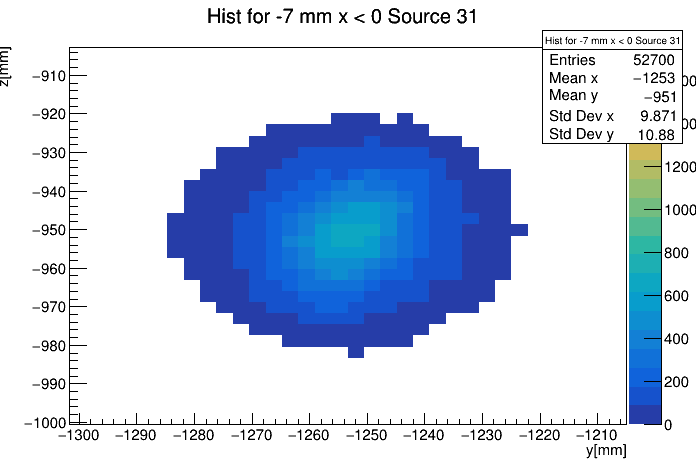 Hist for -7 mm x < 0 Source 31
z[mm]
Hist for -7 mm x < 0 Source 31
Entries 52700
Mean x −1253
Mean y −951
Std Dev x 9.871
Std Dev y 10.88
−910
−920
−930
−940
−950
−960
−970
−980
−990
−1000
−1300 −1290 −1280 −1270 −1260 −1250 −1240 −1230 −1220 −1210
y[mm]
1200
1000
800
600
400
200
0